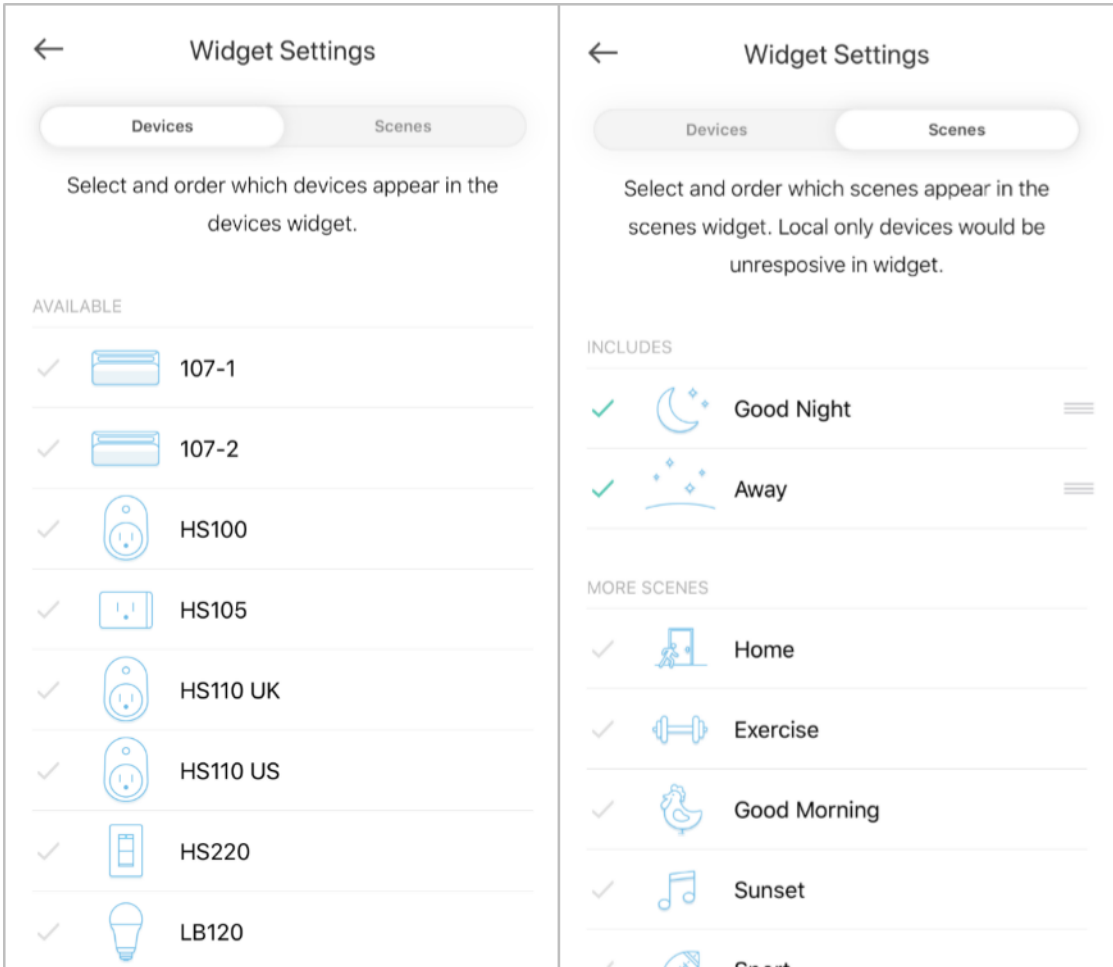 Widget Settings
Devices
Scenes
Select and order which devices appear in the
devices widget.
AVAILABLE
107-1
107-2
HS100
HS105
HS110 UK
HS110 US
HS220
LB120
Widget Settings
Devices
Scenes
Select and order which scenes appear in the
scenes widget. Local only devices would be
unresposive in widget.
INCLUDES
Good Night
Away
MORE SCENES
Home
Exercise
Good Morning
Sunset
Sport